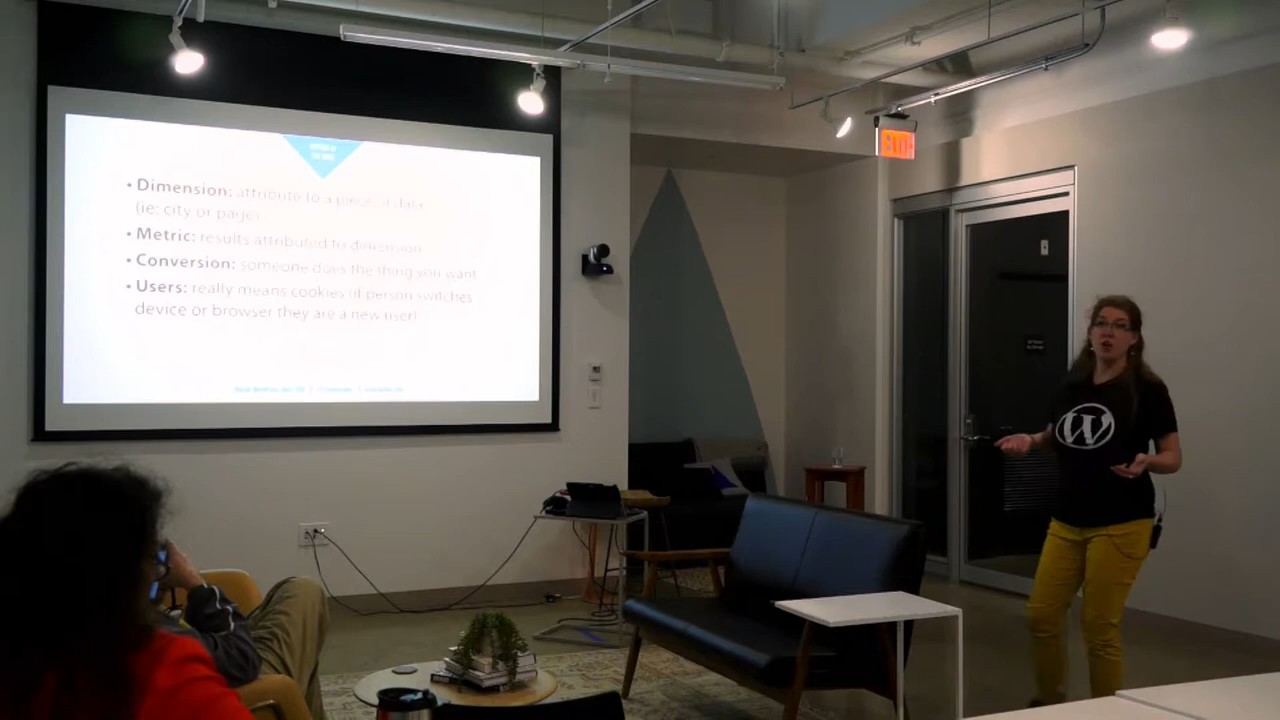 • Dimension: attribute to a piece of data
(ie: city or page)
• Metric: results attributed to dimension
• Conversion: someone does the thing you want
• Users: really means cookies (if person switches
device or browser they are a new user)
EXIT
W